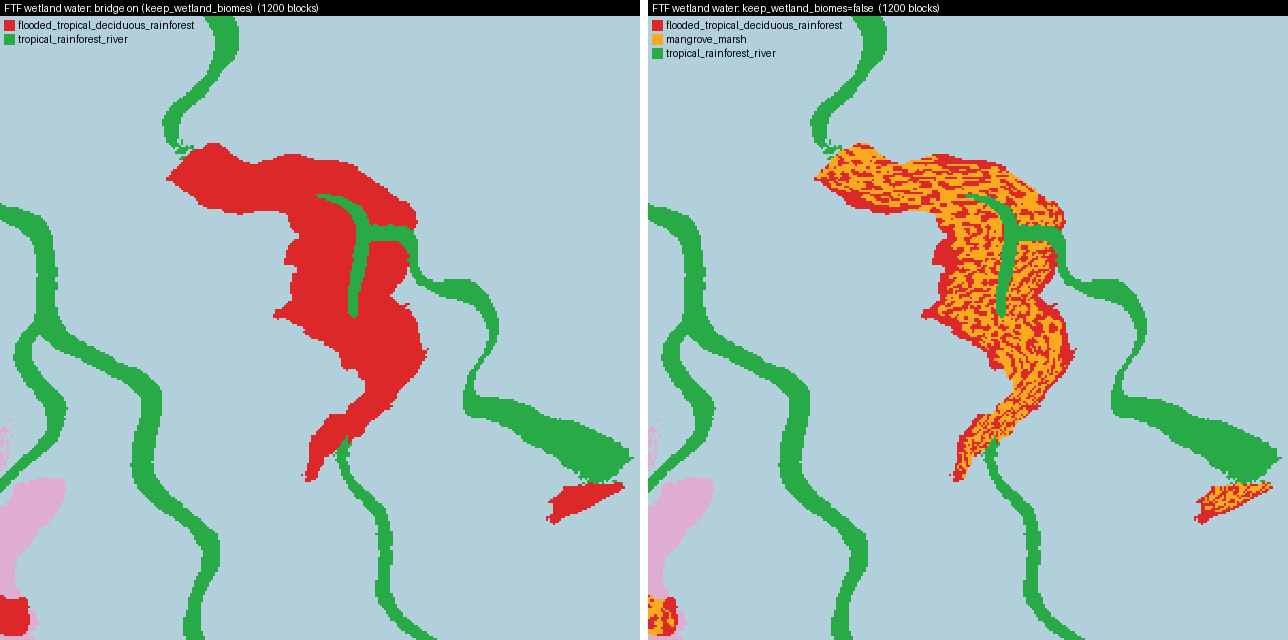 FTF wetland water: bridge on (keep_wetland_biomes) (1200 blocks)
flooded_tropical_deciduous_rainforest
tropical_rainforest_river
FTF wetland water: keep_wetland_biomes=false (1200 blocks)
flooded_tropical_deciduous_rainforest
mangrove_marsh
tropical_rainforest_river